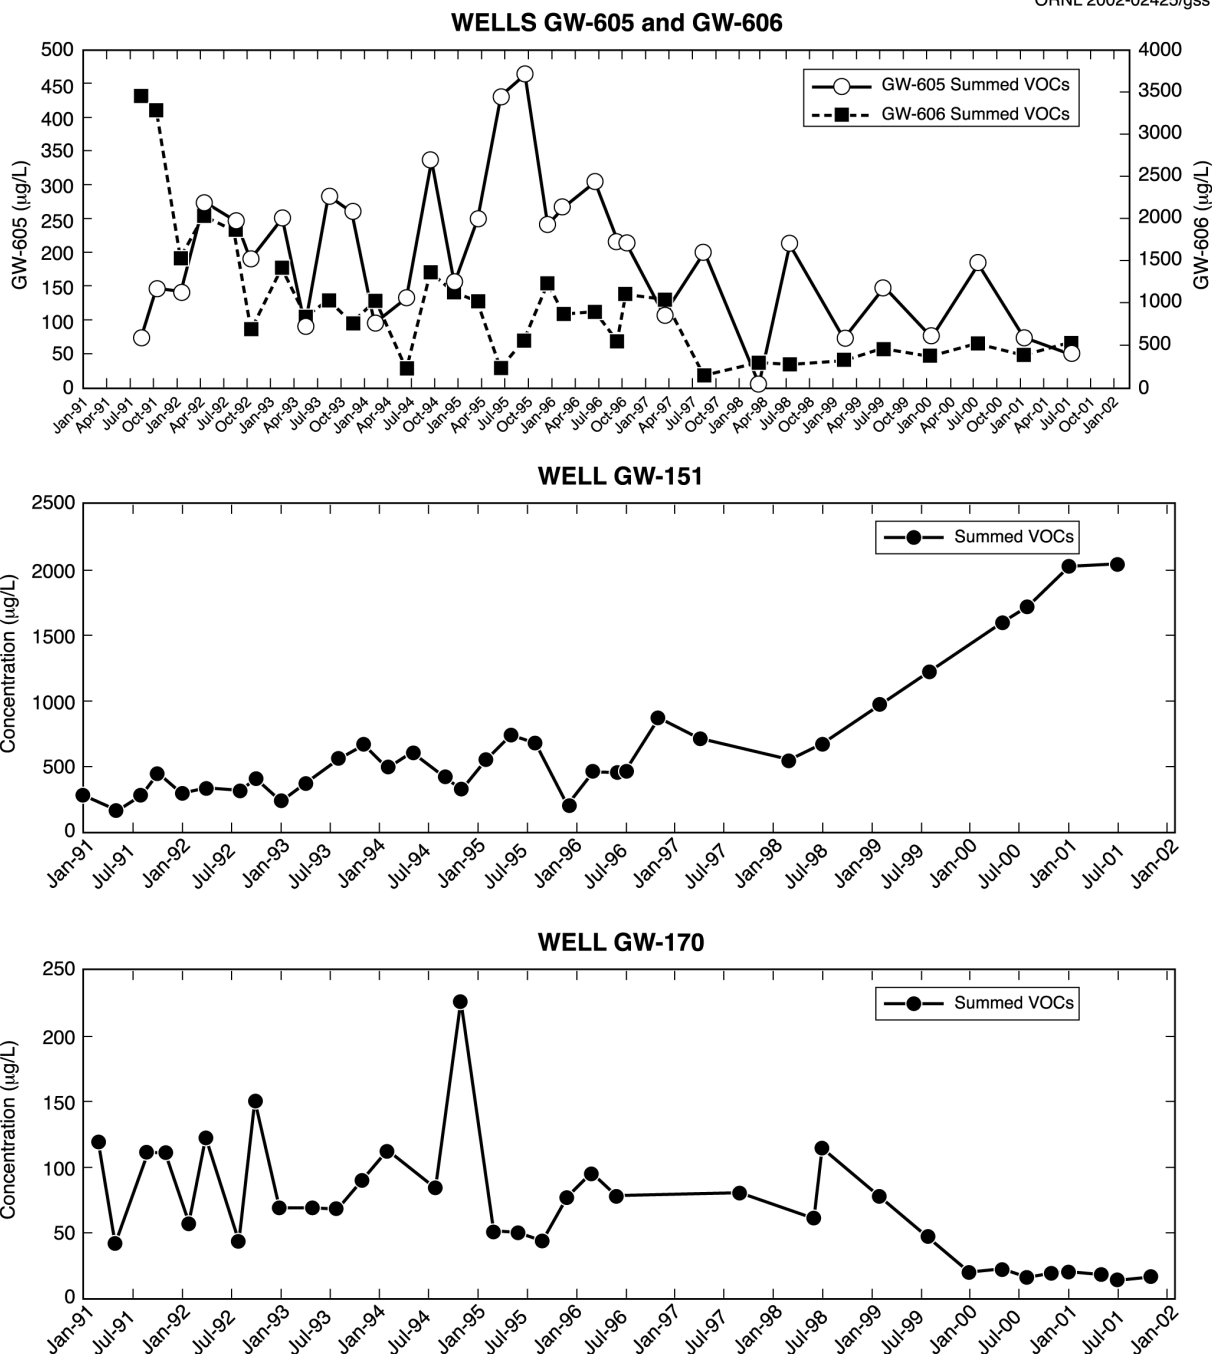 ORNL 2002-02425/gss
WELLS GW-605 and GW-606
500
450
400
350
300
250
200
150
100
50
0
GW-605 (µg/L)
4000
3500
3000
2500
2000
1500
1000
500
0
GW-606 (µg/L)
GW-605 Summed VOCs
GW-606 Summed VOCs
Jan-91 Apr-91 Jul-91 Oct-91 Jan-92 Apr-92 Jul-92 Oct-92 Jan-93 Apr-93 Jul-93 Oct-93 Jan-94 Apr-94 Jul-94 Oct-94 Jan-95 Apr-95 Jul-95 Oct-95 Jan-96 Apr-96 Jul-96 Oct-96 Jan-97 Apr-97 Jul-97 Oct-97 Jan-98 Apr-98 Jul-98 Oct-98 Jan-99 Apr-99 Jul-99 Oct-99 Jan-00 Apr-00 Jul-00 Oct-00 Jan-01 Apr-01 Jul-01 Oct-01 Jan-02
WELL GW-151
2500
2000
1500
1000
500
0
Concentration (µg/L)
Summed VOCs
Jan-91 Jul-91 Jan-92 Jul-92 Jan-93 Jul-93 Jan-94 Jul-94 Jan-95 Jul-95 Jan-96 Jul-96 Jan-97 Jul-97 Jan-98 Jul-98 Jan-99 Jul-99 Jan-00 Jul-00 Jan-01 Jul-01 Jan-02
WELL GW-170
250
200
150
100
50
0
Concentration (µg/L)
Summed VOCs
Jan-91 Jul-91 Jan-92 Jul-92 Jan-93 Jul-93 Jan-94 Jul-94 Jan-95 Jul-95 Jan-96 Jul-96 Jan-97 Jul-97 Jan-98 Jul-98 Jan-99 Jul-99 Jan-00 Jul-00 Jan-01 Jul-01 Jan-02